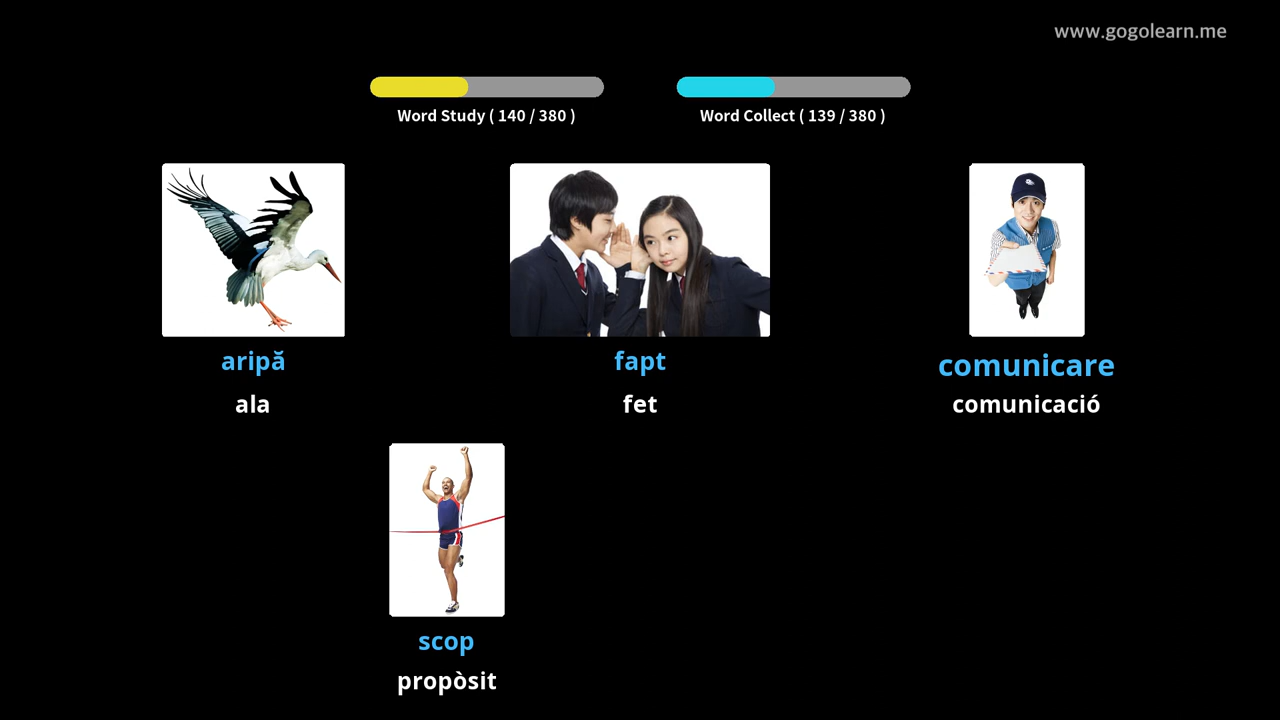 www.gogolearn.me
Word Study ( 140 / 380 )
Word Collect ( 139 / 380 )
aripă
fapt
comunicare
ala
fet
comunicació
scop
propòsit